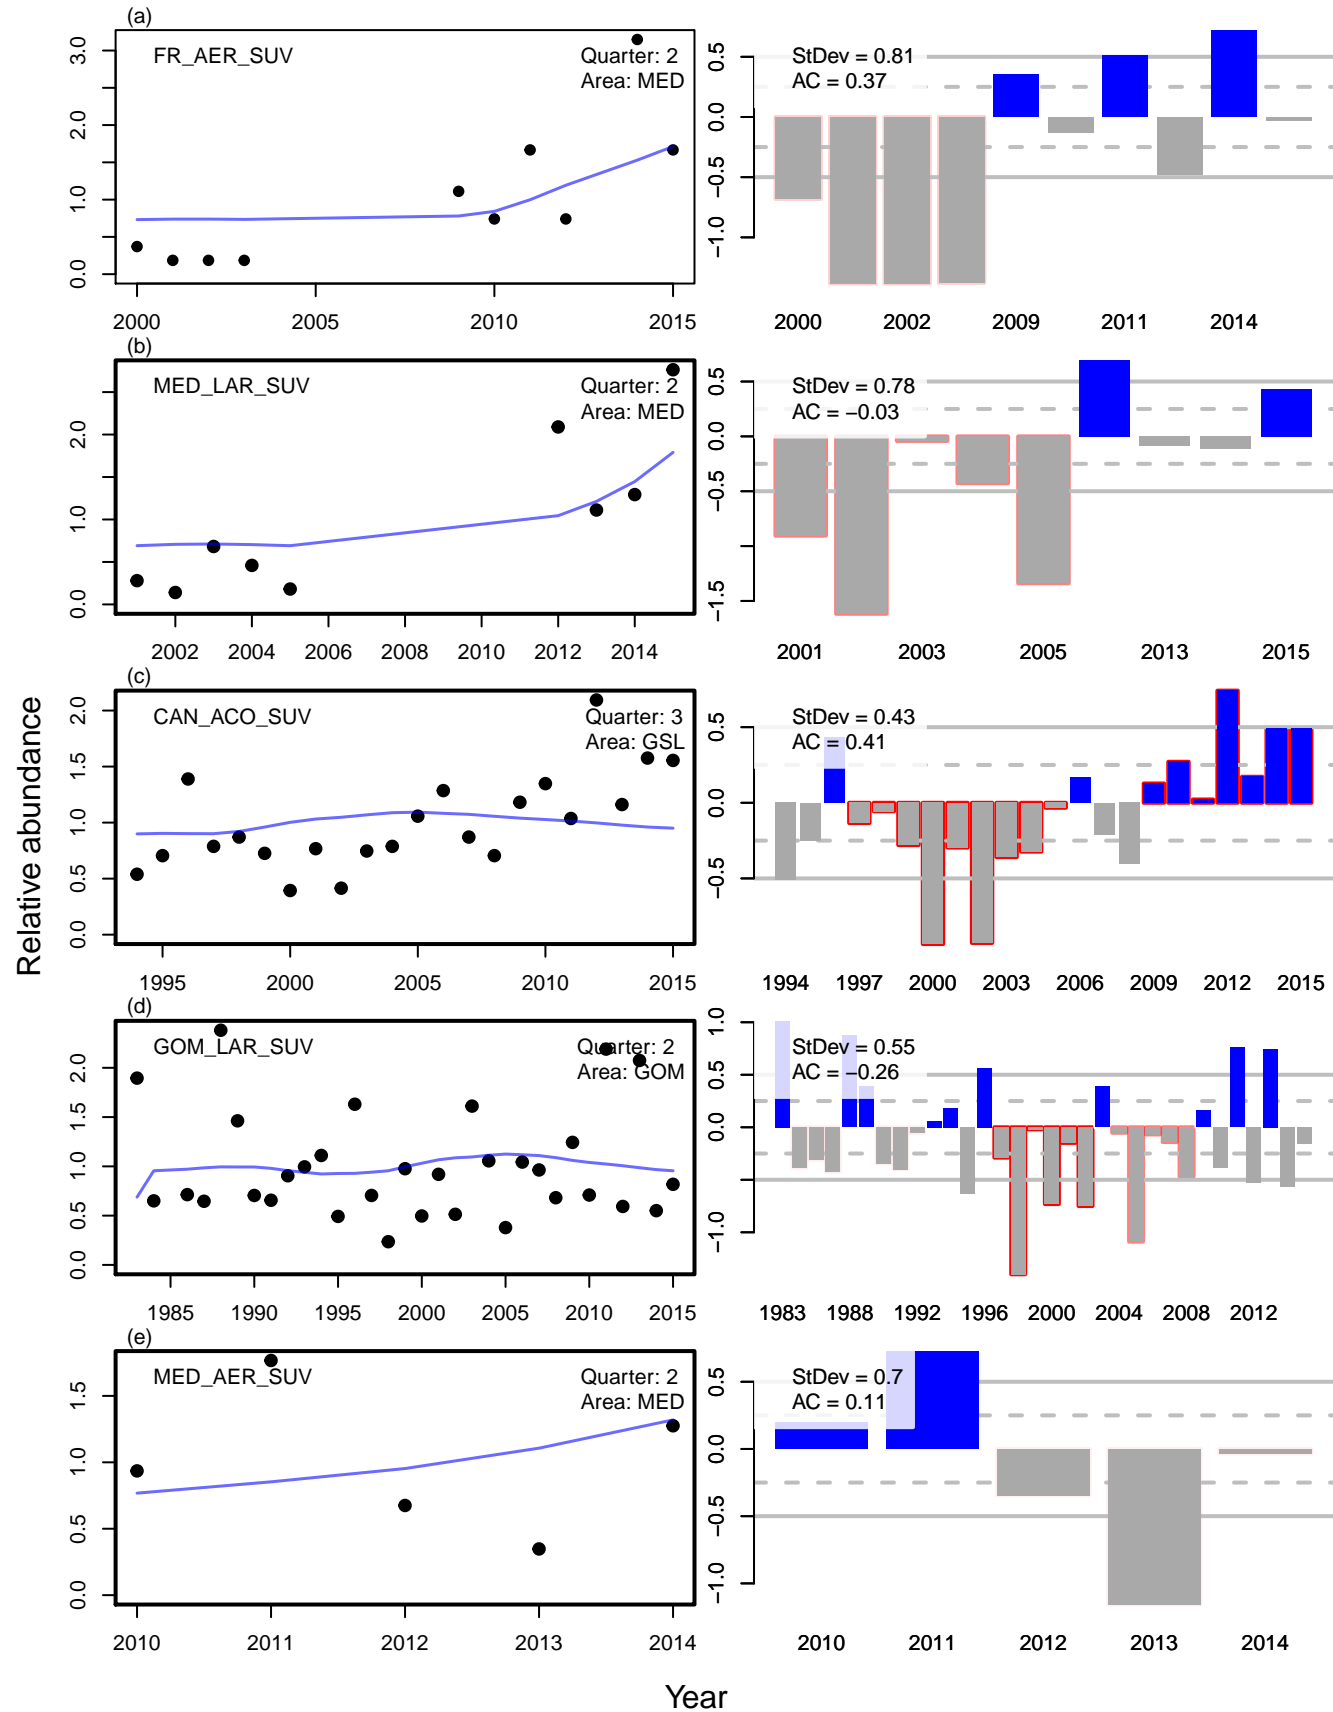 (a)
FR_AER_SUV
Quarter: 2
Area: MED
0.0 1.0 2.0 3.0
2000 2005 2010 2015
StDev = 0.81
AC = 0.37
−1.0 −0.5 0.0 0.5
2000 2002 2009 2011 2014
(b)
MED_LAR_SUV
Quarter: 2
Area: MED
0.0 1.0 2.0
2002 2004 2006 2008 2010 2012 2014
StDev = 0.78
AC = −0.03
−1.5 −0.5 0.0 0.5
2001 2003 2005 2013 2015
(c)
CAN_ACO_SUV
Quarter: 3
Area: GSL
0.0 0.5 1.0 1.5 2.0
1995 2000 2005 2010 2015
StDev = 0.43
AC = 0.41
−0.5 0.0 0.5
1994 1997 2000 2003 2006 2009 2012 2015
(d)
GOM_LAR_SUV
Quarter: 2
Area: GOM
0.0 0.5 1.0 1.5 2.0
1985 1990 1995 2000 2005 2010 2015
StDev = 0.55
AC = −0.26
−1.0 0.0 0.5 1.0
1983 1988 1992 1996 2000 2004 2008 2012
(e)
MED_AER_SUV
Quarter: 2
Area: MED
0.0 0.5 1.0 1.5
2010 2011 2012 2013 2014
StDev = 0.7
AC = 0.11
−1.0 −0.5 0.0 0.5
2010 2011 2012 2013 2014
Relative abundance
Year